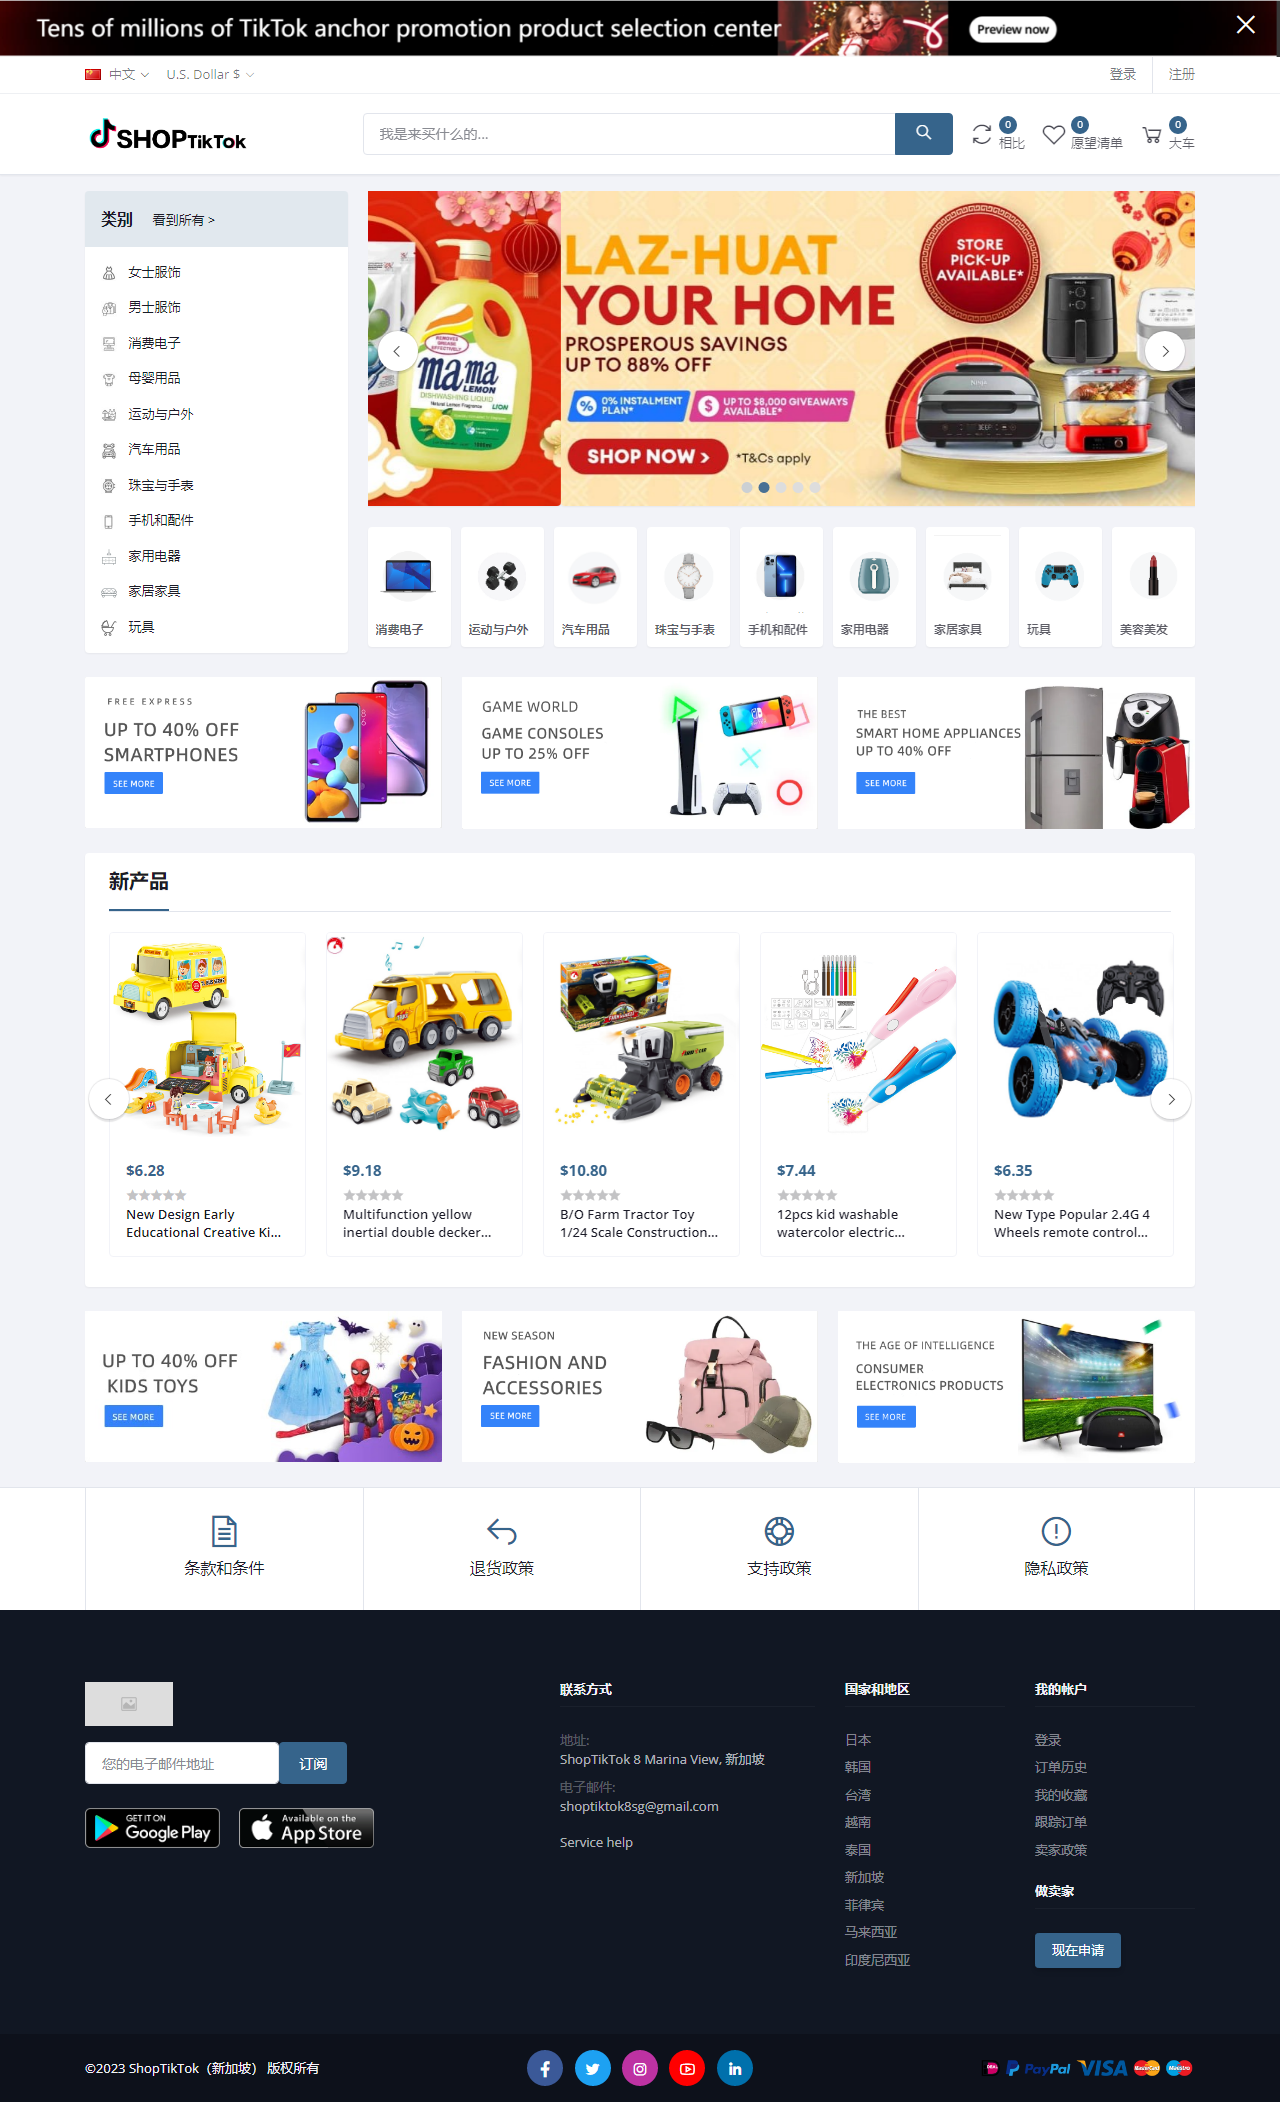 Tens of millions of TikTok anchor promotion product selection center
Preview now
中文
U.S. Dollar $
登录
注册
SHOPTikTok
我是来买什么的...
0
相比
0
愿望清单
0
大车
类别
看到所有 >
女士服饰
男士服饰
消费电子
母婴用品
运动与户外
汽车用品
珠宝与手表
手机和配件
家用电器
家居家具
玩具
REMOVES GREASE EFFECTIVELY
mama
LEMON
DISHWASHING LIQUID
Natural Lemon Fragrance
LION
LAZ-HUAT
YOUR HOME
PROSPEROUS SAVINGS
UP TO 88% OFF
% 0% INSTALMENT
PLAN*
$ UP TO $8,000 GIVEAWAYS
AVAILABLE*
SHOP NOW >
*T&Cs apply
STORE
PICK-UP
AVAILABLE*
消费电子
运动与户外
汽车用品
珠宝与手表
手机和配件
家用电器
家居家具
玩具
美容美发
FREE EXPRESS
UP TO 40% OFF
SMARTPHONES
SEE MORE
GAME WORLD
GAME CONSOLES
UP TO 25% OFF
SEE MORE
THE BEST
SMART HOME APPLIANCES
UP TO 40% OFF
SEE MORE
新产品
$6.28
New Design Early
Educational Creative Ki...
$9.18
Multifunction yellow
inertial double decker...
$10.80
B/O Farm Tractor Toy
1/24 Scale Construction...
$7.44
12pcs kid washable
watercolor electric...
$6.35
New Type Popular 2.4G 4
Wheels remote control...
UP TO 40% OFF
KIDS TOYS
SEE MORE
NEW SEASON
FASHION AND
ACCESSORIES
SEE MORE
THE AGE OF INTELLIGENCE
CONSUMER
ELECTRONICS PRODUCTS
SEE MORE
条款和条件
退货政策
支持政策
隐私政策
您的电子邮件地址
订阅
GET IT ON
Google Play
Available on the
App Store
联系方式
地址:
ShopTikTok 8 Marina View, 新加坡
电子邮件:
shoptiktok8sg@gmail.com
Service help
国家和地区
日本
韩国
台湾
越南
泰国
新加坡
菲律宾
马来西亚
印度尼西亚
我的帐户
登录
订单历史
我的收藏
跟踪订单
卖家政策
做卖家
现在申请
©2023 ShopTikTok（新加坡） 版权所有
PayPal
VISA
MasterCard
Maestro